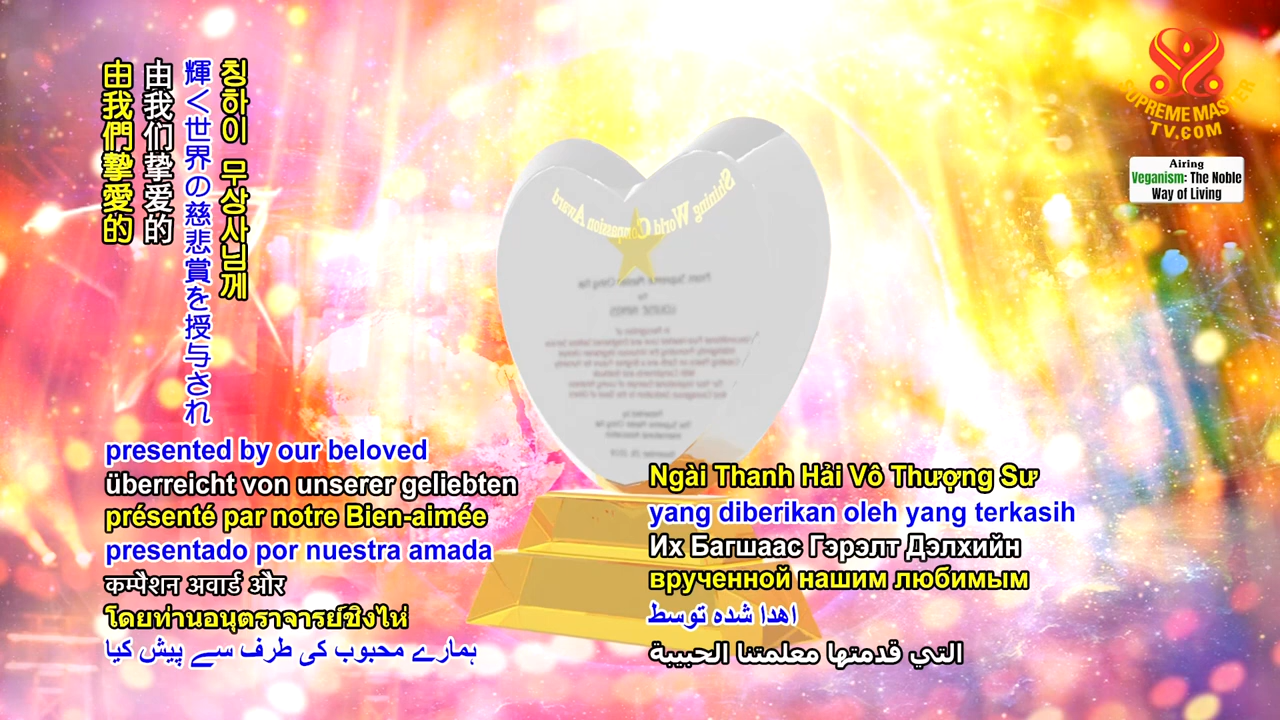 由我們摯愛的
由我们挚爱的
輝く世界の慈悲賞を授与され
칭하이 무상사님께
presented by our beloved
überreicht von unserer geliebten
présenté par notre Bien-aimée
presentado por nuestra amada
कम्पैशन अवार्ड और
โดยท่านอนุตราจารย์ชิงไห่
ہمارے محبوب کی طرف سے پیش کیا
Ngài Thanh Hải Vô Thượng Sư
yang diberikan oleh yang terkasih
Их Багшаас Гэрэлт Дэлхийн
врученной нашим любимым
اهدا شده توسط
التي قدمتها معلمتنا الحبيبة
SUPREME MASTER
TV.COM
Airing
Veganism: The Noble
Way of Living
Shining World Compassion Award
From Supreme Master Ching Hai